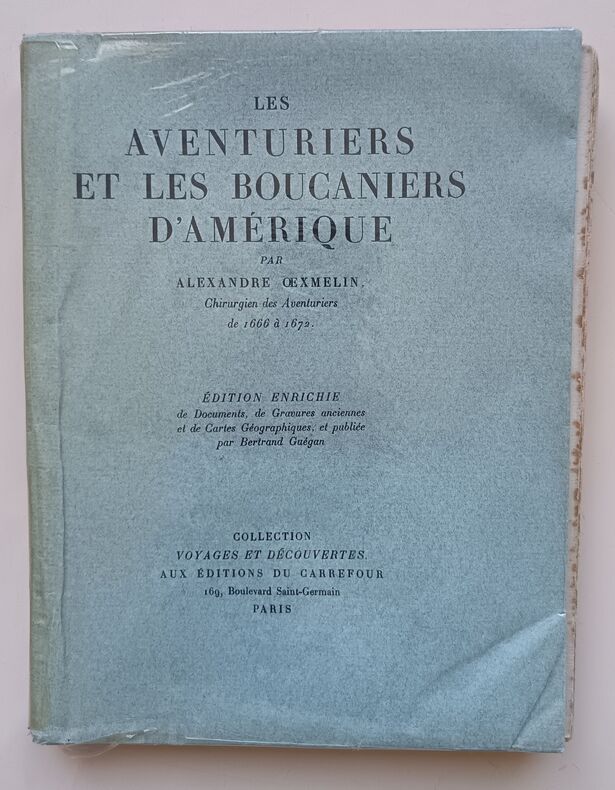 LES
AVENTURIERS
ET LES BOUCANIERS
D'AMÉRIQUE
PAR
ALEXANDRE ŒXMELIN,
Chirurgien des Aventuriers
de 1666 à 1672.
ÉDITION ENRICHIE
de Documents, de Gravures anciennes
et de Cartes Géographiques, et publiée
par Bertrand Guégan
COLLECTION
VOYAGES ET DÉCOUVERTES
AUX ÉDITIONS DU CARREFOUR
169, Boulevard Saint-Germain
PARIS